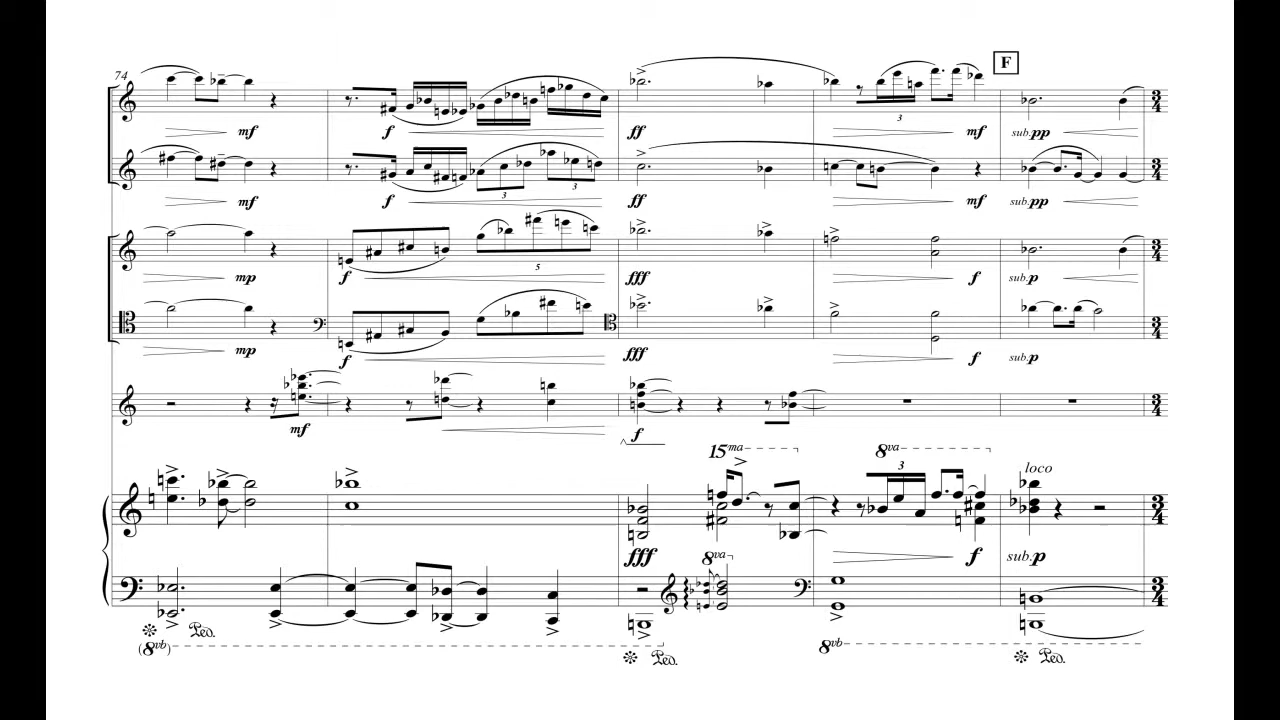 74
F
mf f ff 3 mf sub.pp 3/4
mf f 3 3 ff mf sub.pp 3/4
mp f 5 fff f sub.p 3/4
mp f fff f sub.p 3/4
mf f 3/4
15ma 8va
3 loco 3/4
fff f sub.p
8va
3/4
Ped.
(8vb) 8vb
Ped. Ped.